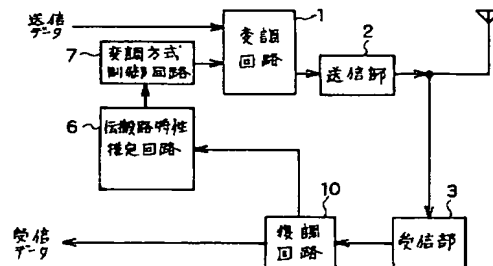 送信
データ
7
変調方式
制御回路
1
変調
回路
2
送信部
6
伝搬路特性
推定回路
10
復調
回路
3
受信部
受信
データ